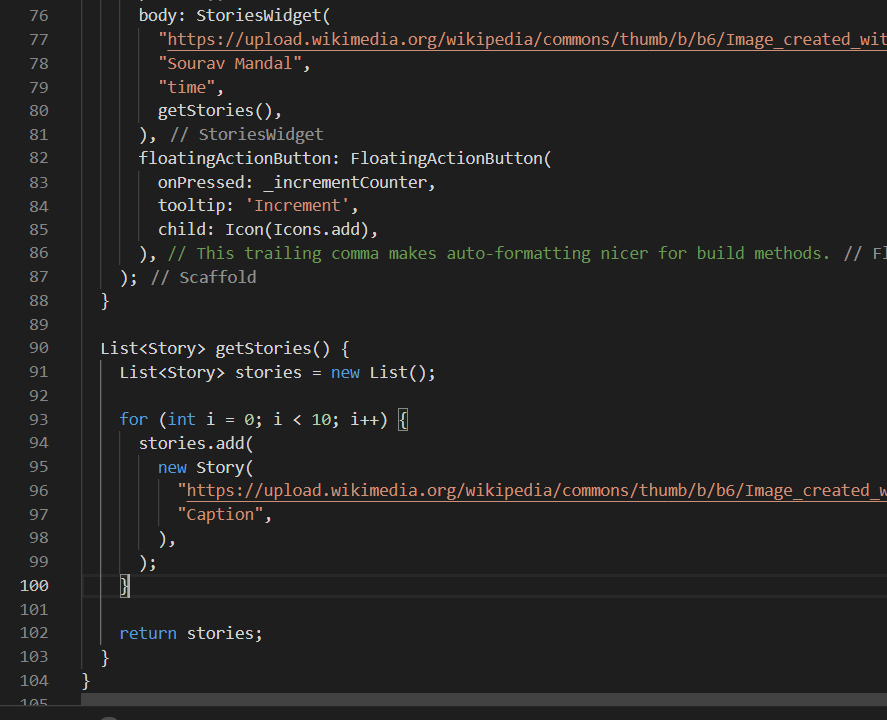 76 body: StoriesWidget(
77 "https://upload.wikimedia.org/wikipedia/commons/thumb/b/b6/Image_created_wit
78 "Sourav Mandal",
79 "time",
80 getStories(),
81 ), // StoriesWidget
82 floatingActionButton: FloatingActionButton(
83 onPressed: _incrementCounter,
84 tooltip: 'Increment',
85 child: Icon(Icons.add),
86 ), // This trailing comma makes auto-formatting nicer for build methods. // Fl
87 ); // Scaffold
88 }
89
90 List<Story> getStories() {
91 List<Story> stories = new List();
92
93 for (int i = 0; i < 10; i++) {
94 stories.add(
95 new Story(
96 "https://upload.wikimedia.org/wikipedia/commons/thumb/b/b6/Image_created_w
97 "Caption",
98 ),
99 );
100 }
101
102 return stories;
103 }
104 }
105